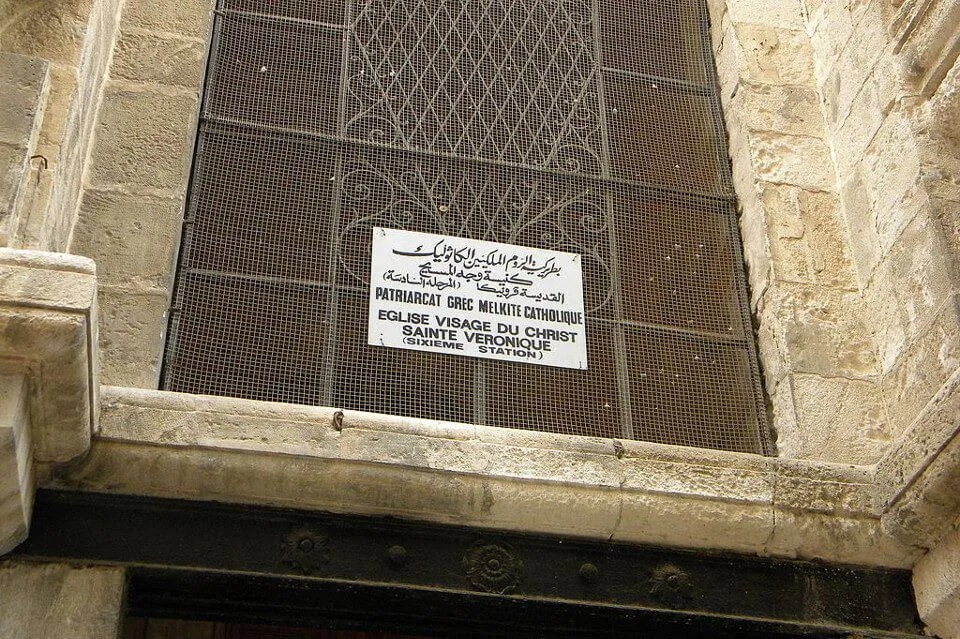 بطريركية الروم الملكيين الكاثوليك
كنيسة وجه المسيح
القديسة ڤرونيكا (المرحلة السادسة)
PATRIARCAT GREC MELKITE CATHOLIQUE
EGLISE VISAGE DU CHRIST
SAINTE VERONIQUE
(SIXIEME STATION)